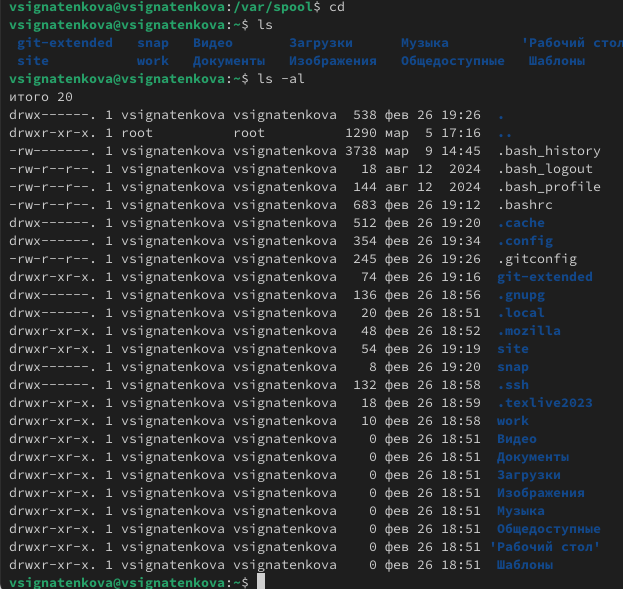 vsignatenkova@vsignatenkova:/var/spool$ cd
vsignatenkova@vsignatenkova:~$ ls
git-extended snap Видео Загрузки Музыка 'Рабочий стол
site work Документы Изображения Общедоступные Шаблоны
vsignatenkova@vsignatenkova:~$ ls -al
итого 20
drwx------. 1 vsignatenkova vsignatenkova 538 фев 26 19:26 .
drwxr-xr-x. 1 root root 1290 мар 5 17:16 ..
-rw-------. 1 vsignatenkova vsignatenkova 3738 мар 9 14:45 .bash_history
-rw-r--r--. 1 vsignatenkova vsignatenkova 18 авг 12 2024 .bash_logout
-rw-r--r--. 1 vsignatenkova vsignatenkova 144 авг 12 2024 .bash_profile
-rw-r--r--. 1 vsignatenkova vsignatenkova 683 фев 26 19:12 .bashrc
drwx------. 1 vsignatenkova vsignatenkova 512 фев 26 19:20 .cache
drwx------. 1 vsignatenkova vsignatenkova 354 фев 26 19:34 .config
-rw-r--r--. 1 vsignatenkova vsignatenkova 245 фев 26 19:26 .gitconfig
drwxr-xr-x. 1 vsignatenkova vsignatenkova 74 фев 26 19:16 git-extended
drwx------. 1 vsignatenkova vsignatenkova 136 фев 26 18:56 .gnupg
drwx------. 1 vsignatenkova vsignatenkova 20 фев 26 18:51 .local
drwxr-xr-x. 1 vsignatenkova vsignatenkova 48 фев 26 18:52 .mozilla
drwxr-xr-x. 1 vsignatenkova vsignatenkova 54 фев 26 19:19 site
drwx------. 1 vsignatenkova vsignatenkova 8 фев 26 19:20 snap
drwx------. 1 vsignatenkova vsignatenkova 132 фев 26 18:58 .ssh
drwxr-xr-x. 1 vsignatenkova vsignatenkova 18 фев 26 18:59 .texlive2023
drwxr-xr-x. 1 vsignatenkova vsignatenkova 10 фев 26 18:58 work
drwxr-xr-x. 1 vsignatenkova vsignatenkova 0 фев 26 18:51 Видео
drwxr-xr-x. 1 vsignatenkova vsignatenkova 0 фев 26 18:51 Документы
drwxr-xr-x. 1 vsignatenkova vsignatenkova 0 фев 26 18:51 Загрузки
drwxr-xr-x. 1 vsignatenkova vsignatenkova 0 фев 26 18:51 Изображения
drwxr-xr-x. 1 vsignatenkova vsignatenkova 0 фев 26 18:51 Музыка
drwxr-xr-x. 1 vsignatenkova vsignatenkova 0 фев 26 18:51 Общедоступные
drwxr-xr-x. 1 vsignatenkova vsignatenkova 0 фев 26 18:51 'Рабочий стол'
drwxr-xr-x. 1 vsignatenkova vsignatenkova 0 фев 26 18:51 Шаблоны
vsignatenkova@vsignatenkova:~$